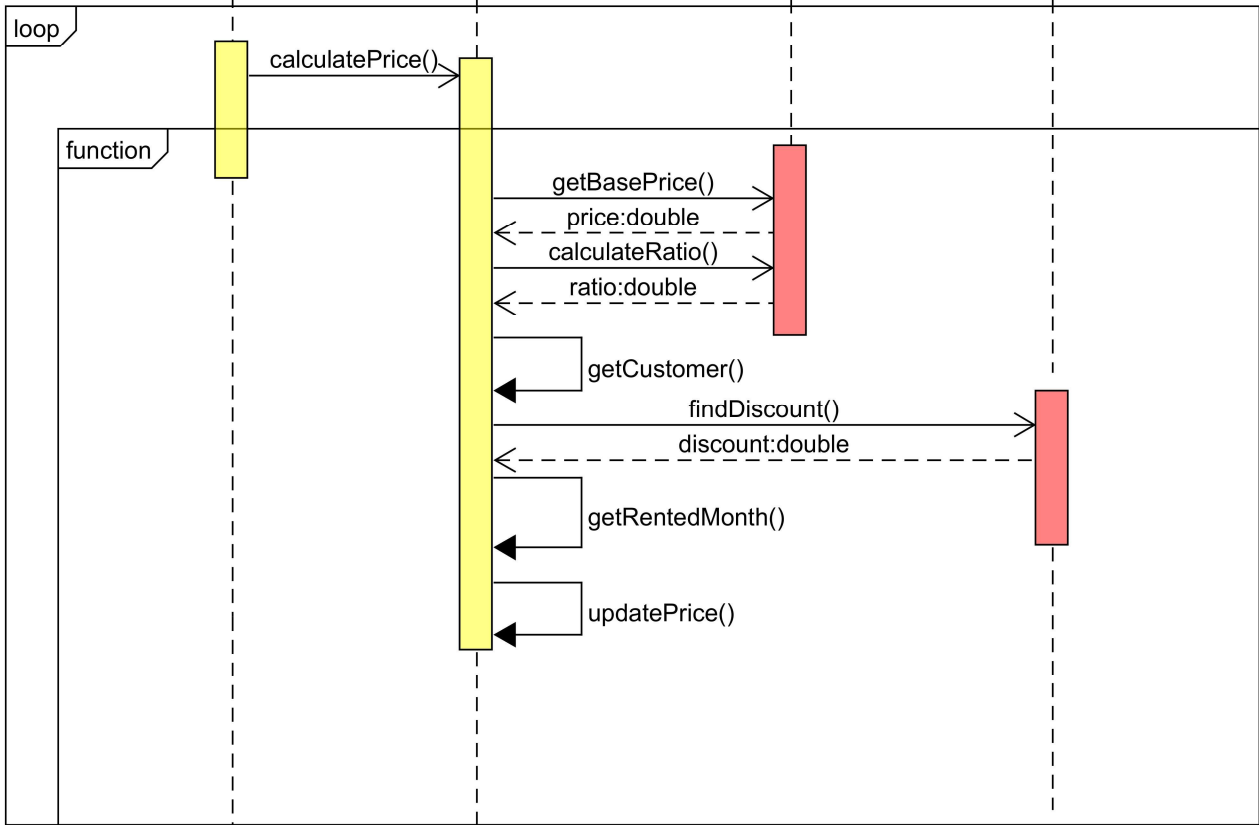 loop
calculatePrice()
function
getBasePrice()
price:double
calculateRatio()
ratio:double
getCustomer()
findDiscount()
discount:double
getRentedMonth()
updatePrice()